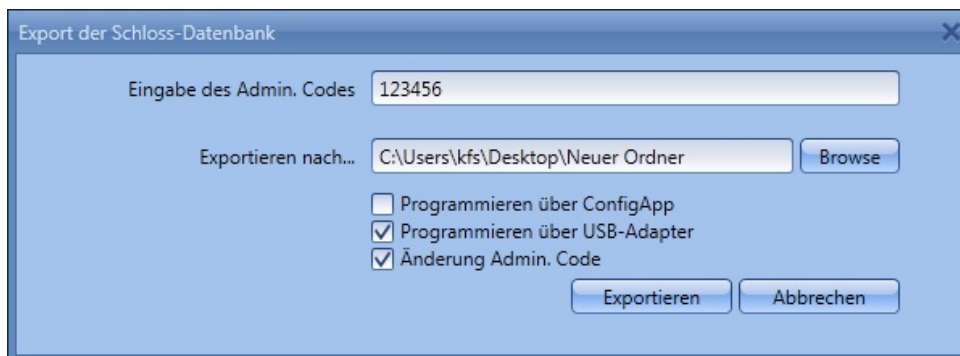 Export der Schloss-Datenbank
Eingabe des Admin. Codes 123456
Exportieren nach... C:\Users\kfs\Desktop\Neuer Ordner Browse
Programmieren über ConfigApp
Programmieren über USB-Adapter
Änderung Admin. Code
Exportieren Abbrechen